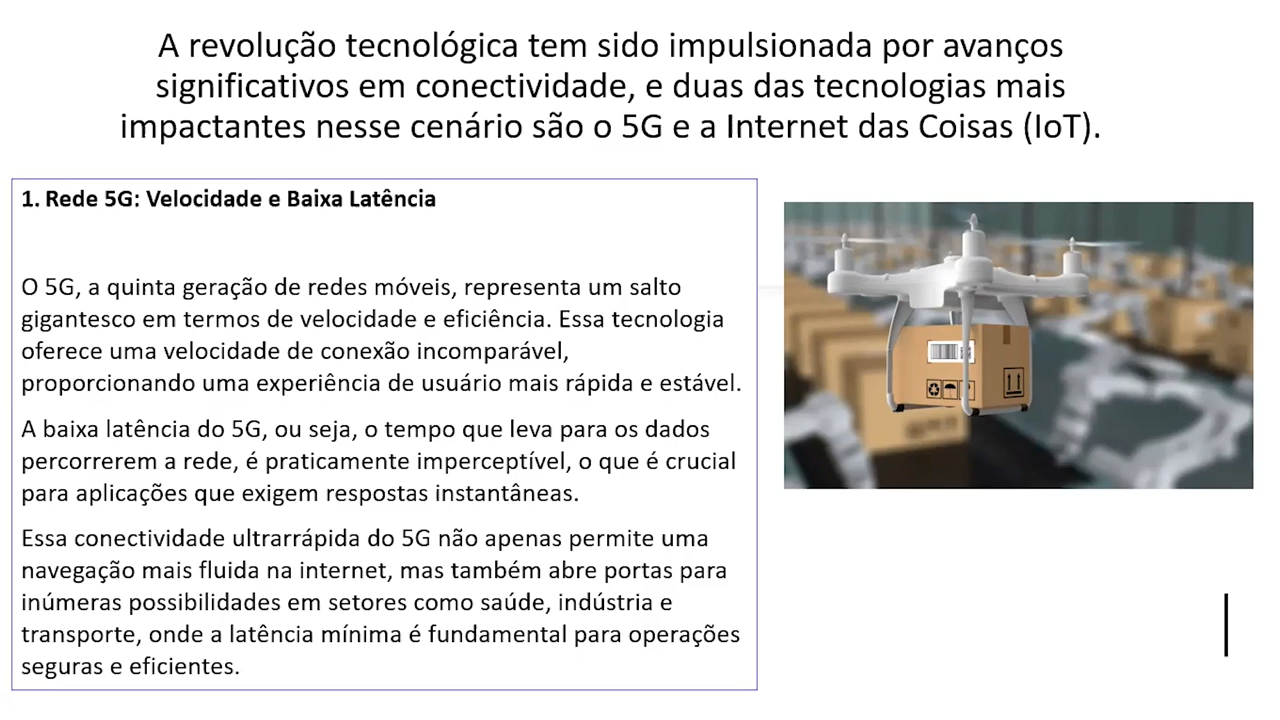 A revolução tecnológica tem sido impulsionada por avanços
significativos em conectividade, e duas das tecnologias mais
impactantes nesse cenário são o 5G e a Internet das Coisas (IoT).
1. Rede 5G: Velocidade e Baixa Latência
O 5G, a quinta geração de redes móveis, representa um salto
gigantesco em termos de velocidade e eficiência. Essa tecnologia
oferece uma velocidade de conexão incomparável,
proporcionando uma experiência de usuário mais rápida e estável.
A baixa latência do 5G, ou seja, o tempo que leva para os dados
percorrerem a rede, é praticamente imperceptível, o que é crucial
para aplicações que exigem respostas instantâneas.
Essa conectividade ultrarrápida do 5G não apenas permite uma
navegação mais fluida na internet, mas também abre portas para
inúmeras possibilidades em setores como saúde, indústria e
transporte, onde a latência mínima é fundamental para operações
seguras e eficientes.